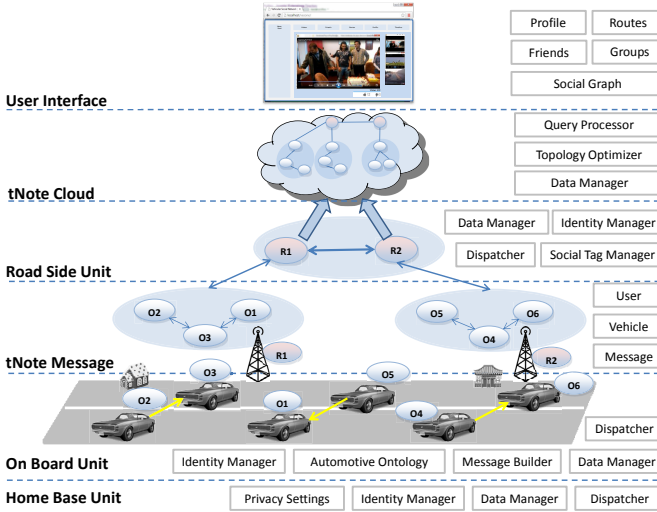 Profile
Routes
Friends
Groups
Social Graph
User Interface
Query Processor
Topology Optimizer
Data Manager
tNote Cloud
Data Manager
Identity Manager
R1
R2
Dispatcher
Social Tag Manager
Road Side Unit
User
O2
O1
O5
O6
Vehicle
O3
O4
Message
R1
R2
tNote Message
O3
O5
O6
O2
O1
O4
Dispatcher
On Board Unit
Identity Manager
Automotive Ontology
Message Builder
Data Manager
Home Base Unit
Privacy Settings
Identity Manager
Data Manager
Dispatcher